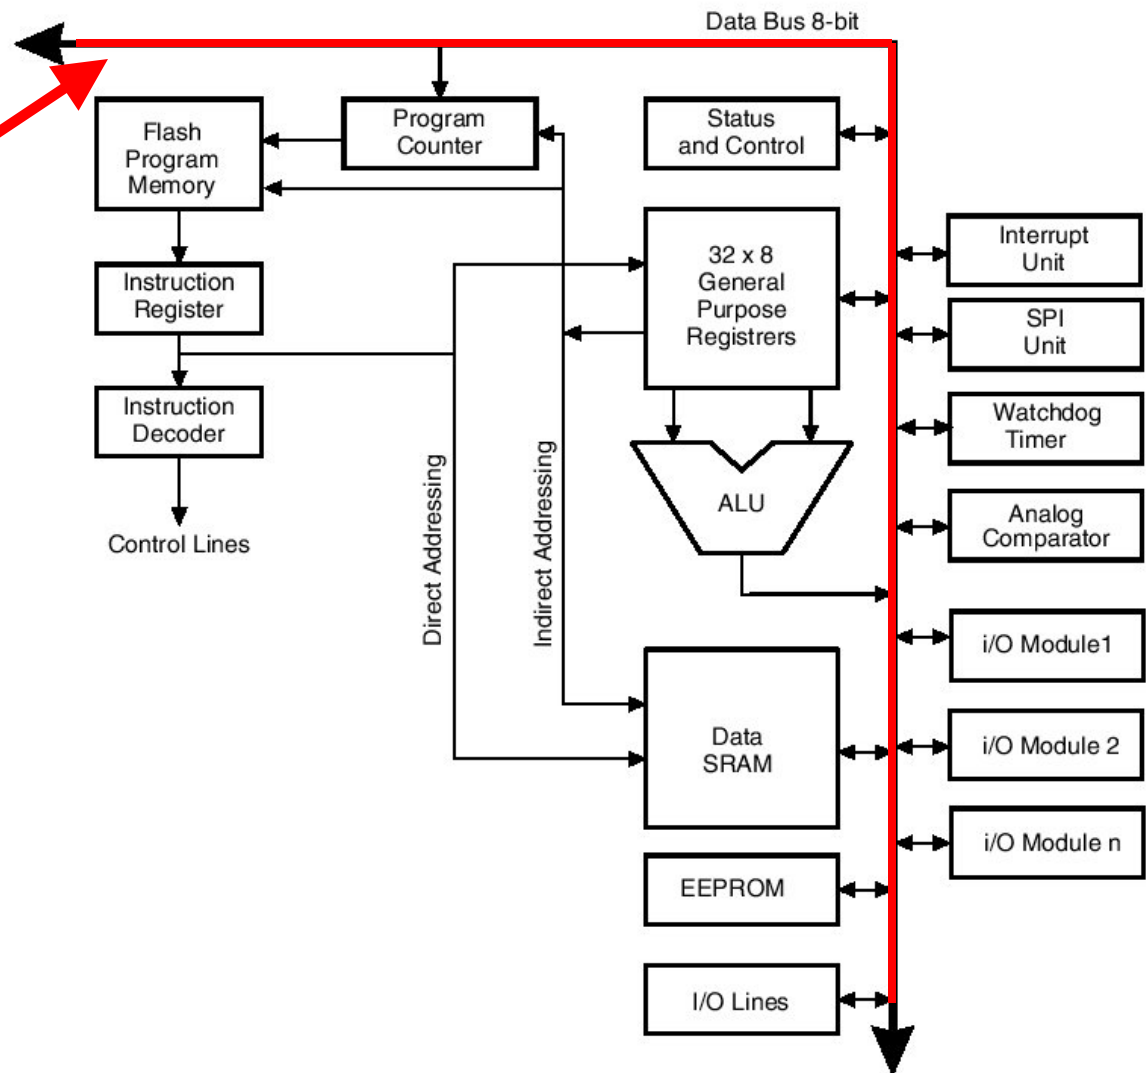 Data Bus 8-bit
Flash
Program
Memory
Program
Counter
Status
and Control
Instruction
Register
32 x 8
General
Purpose
Registrers
Interrupt
Unit
SPI
Unit
Instruction
Decoder
Watchdog
Timer
Control Lines
Direct Addressing
Indirect Addressing
ALU
Analog
Comparator
i/O Module1
Data
SRAM
i/O Module 2
i/O Module n
EEPROM
I/O Lines